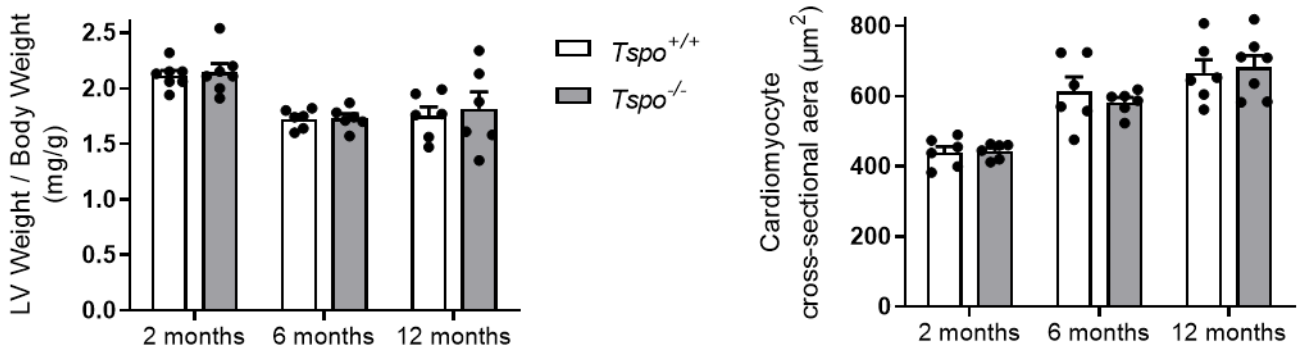 LV Weight / Body Weight
(mg/g)
2.5
2.0
1.5
1.0
0.5
0.0
2 months
6 months
12 months
Tspo+/+
Tspo-/-
Cardiomyocyte
cross-sectional aera (µm²)
800
600
400
200
0
2 months
6 months
12 months